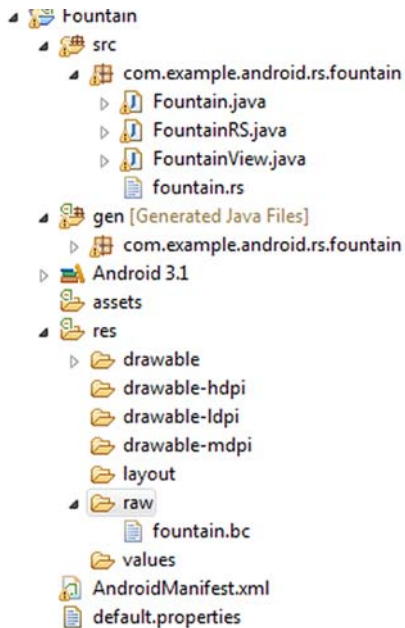 Fountain
src
com.example.android.rs.fountain
Fountain.java
FountainRS.java
FountainView.java
fountain.rs
gen [Generated Java Files]
com.example.android.rs.fountain
Android 3.1
assets
res
drawable
drawable-hdpi
drawable-ldpi
drawable-mdpi
layout
raw
fountain.bc
values
AndroidManifest.xml
default.properties